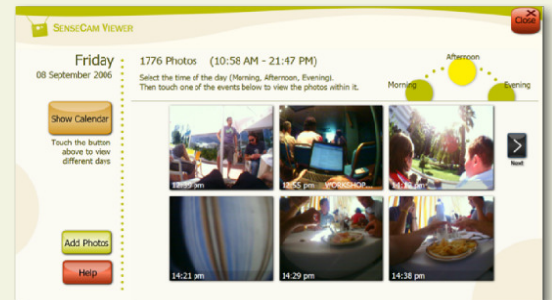 SENSECAM VIEWER
Close
Friday
08 September 2006
1776 Photos (10:58 AM - 21:47 PM)
Select the time of the day (Morning, Afternoon, Evening).
Then touch one of the events below to view the photos within it.
Afternoon
Morning
Evening
Show Calendar
Touch the button
above to view
different days
Add Photos
Help
pm
pm WORKSHOP...
pm
Next
14:21 pm
14:29 pm
14:38 pm